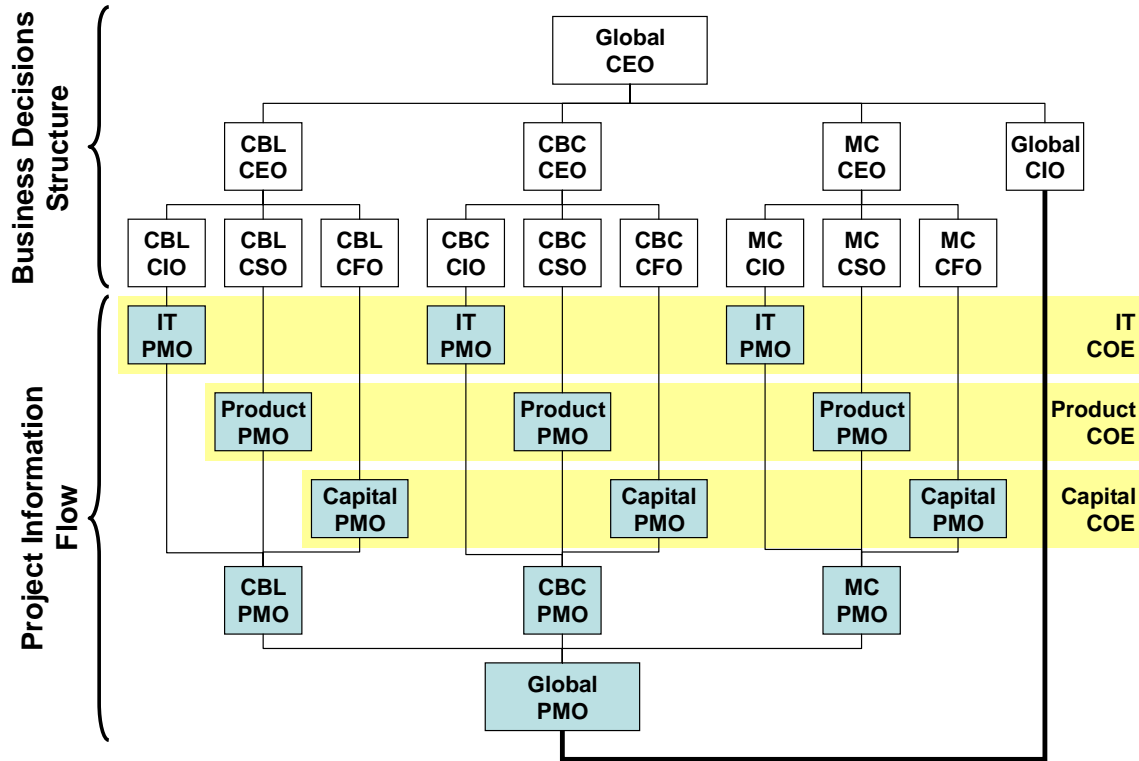 Business Decisions
Structure
Global
CEO
CBL
CEO
CBC
CEO
MC
CEO
Global
CIO
CBL
CIO
CBL
CSO
CBL
CFO
CBC
CIO
CBC
CSO
CBC
CFO
MC
CIO
MC
CSO
MC
CFO
Project Information
Flow
IT
PMO
IT
PMO
IT
PMO
IT
COE
Product
PMO
Product
PMO
Product
PMO
Product
COE
Capital
PMO
Capital
PMO
Capital
PMO
Capital
COE
CBL
PMO
CBC
PMO
MC
PMO
Global
PMO